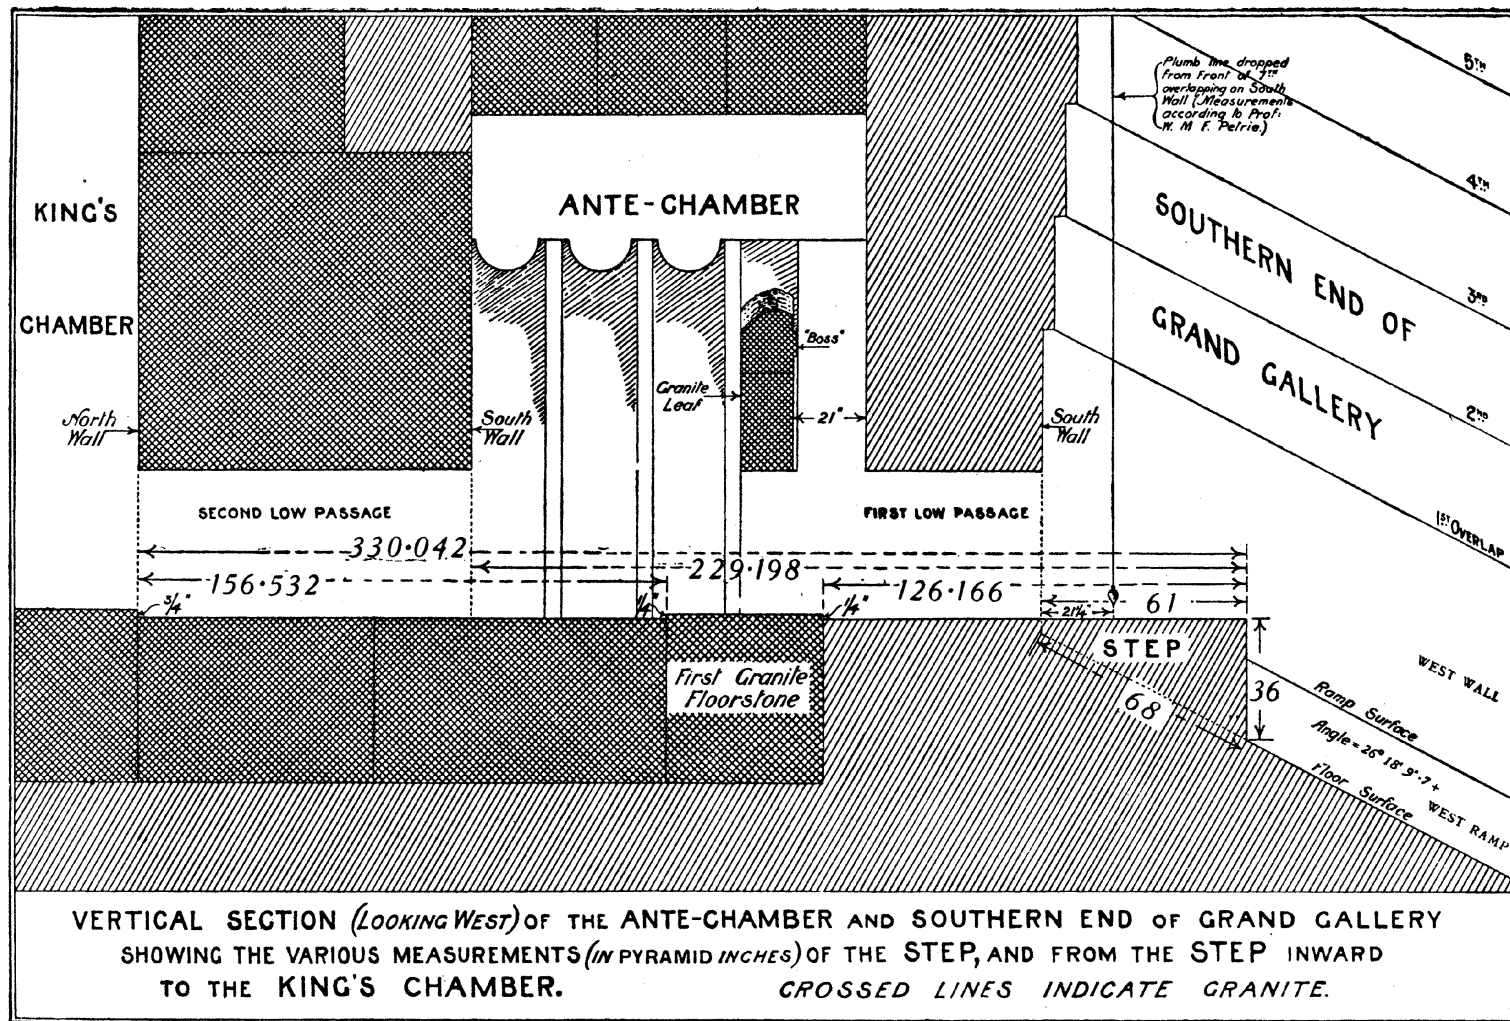 5TH
Plumb line dropped
from Front of 7TH
overlapping on South
Wall (Measurements
according to Prof:
W. M F. Petrie.)
4TH
KING'S
CHAMBER
ANTE-CHAMBER
SOUTHERN END OF
GRAND GALLERY
3RD
2ND
1ST OVERLAP
"Boss"
Granite
Leaf
21"
North
Wall
South
Wall
South
Wall
SECOND LOW PASSAGE
FIRST LOW PASSAGE
330·042
229·198
156·532
126·166
61
3/4"
1/4"
1/4"
21¼"
STEP
First Granite
Floorstone
68
36
WEST WALL
Ramp Surface
Angle = 26° 18' 9"·7 +
Floor Surface
WEST RAMP
VERTICAL SECTION (LOOKING WEST) OF THE ANTE-CHAMBER AND SOUTHERN END OF GRAND GALLERY
SHOWING THE VARIOUS MEASUREMENTS (IN PYRAMID INCHES) OF THE STEP, AND FROM THE STEP INWARD
TO THE KING'S CHAMBER. CROSSED LINES INDICATE GRANITE.